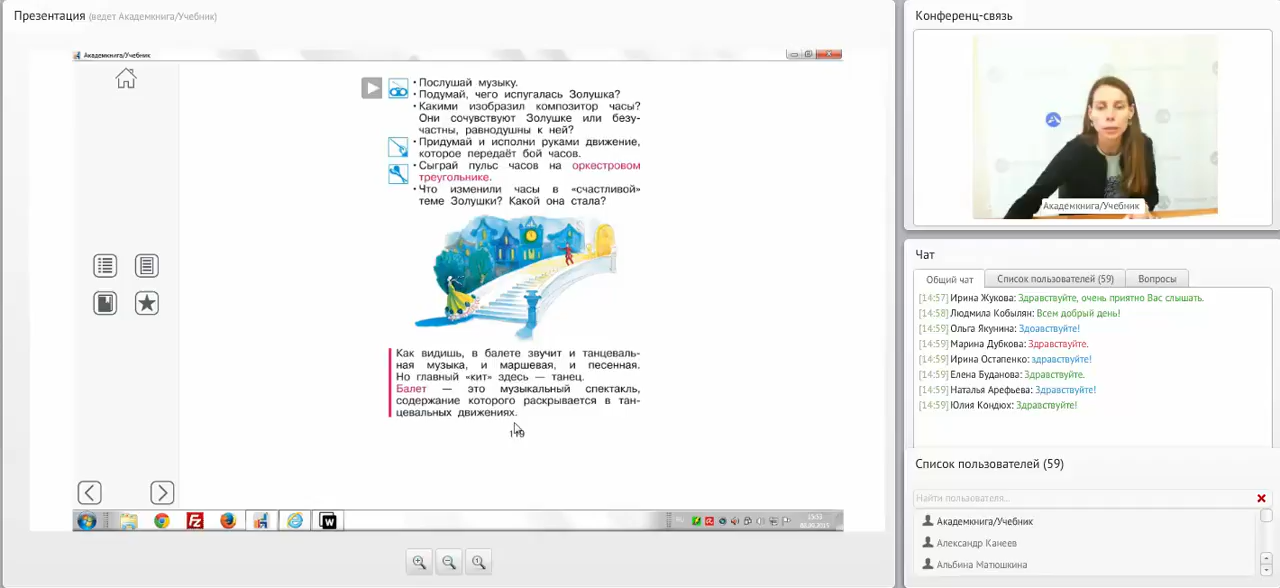 Презентация (ведет Академкнига/Учебник)
Академкнига/Учебник
• Послушай музыку.
• Подумай, чего испугалась Золушка?
• Какими изобразил композитор часы?
Они сочувствуют Золушке или безу-
частны, равнодушны к ней?
• Придумай и исполни руками движение,
которое передаёт бой часов.
• Сыграй пульс часов на оркестровом
треугольнике.
• Что изменили часы в «счастливой»
теме Золушки? Какой она стала?
Как видишь, в балете звучит и танцеваль-
ная музыка, и маршевая, и песенная.
Но главный «кит» здесь — танец.
Балет — это музыкальный спектакль,
содержание которого раскрывается в тан-
цевальных движениях.
Конференц-связь
Академкнига/Учебник
Чат
Общий чат
Список пользователей (59)
Вопросы
[14:57] Ирина Жукова: Здравствуйте, очень приятно Вас слышать.
[14:58] Людмила Кобылян: Всем добрый день!
[14:59] Ольга Якунина: Здоавствуйте!
[14:59] Марина Дубкова: Здравствуйте.
[14:59] Ирина Остапенко: здравствуйте!
[14:59] Елена Буданова: Здравствуйте.
[14:59] Наталья Арефьева: Здравствуйте!
[14:59] Юлия Кондюх: Здравствуйте!
Список пользователей (59)
Найти пользователя...
Академкнига/Учебник
Александр Канеев
Альбина Матюшкина